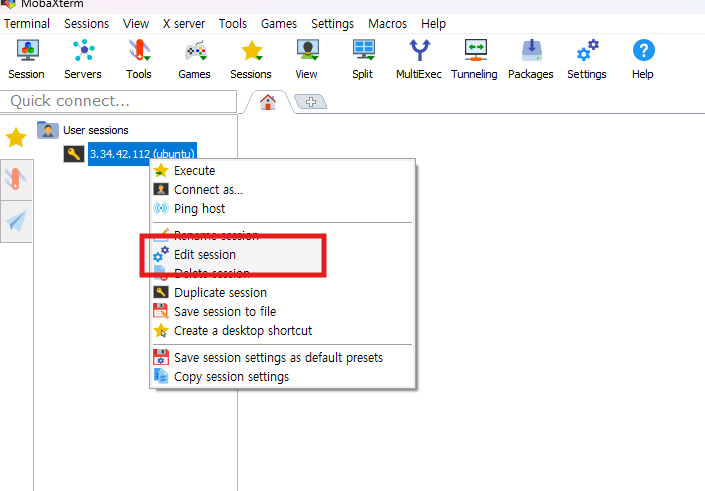 MobaXterm
Terminal Sessions View X server Tools Games Settings Macros Help
Session Servers Tools Games Sessions View Split MultiExec Tunneling Packages Settings Help
Quick connect...
User sessions
3.34.42.112 (ubuntu)
Execute
Connect as...
Ping host
Rename session
Edit session
Delete session
Duplicate session
Save session to file
Create a desktop shortcut
Save session settings as default presets
Copy session settings